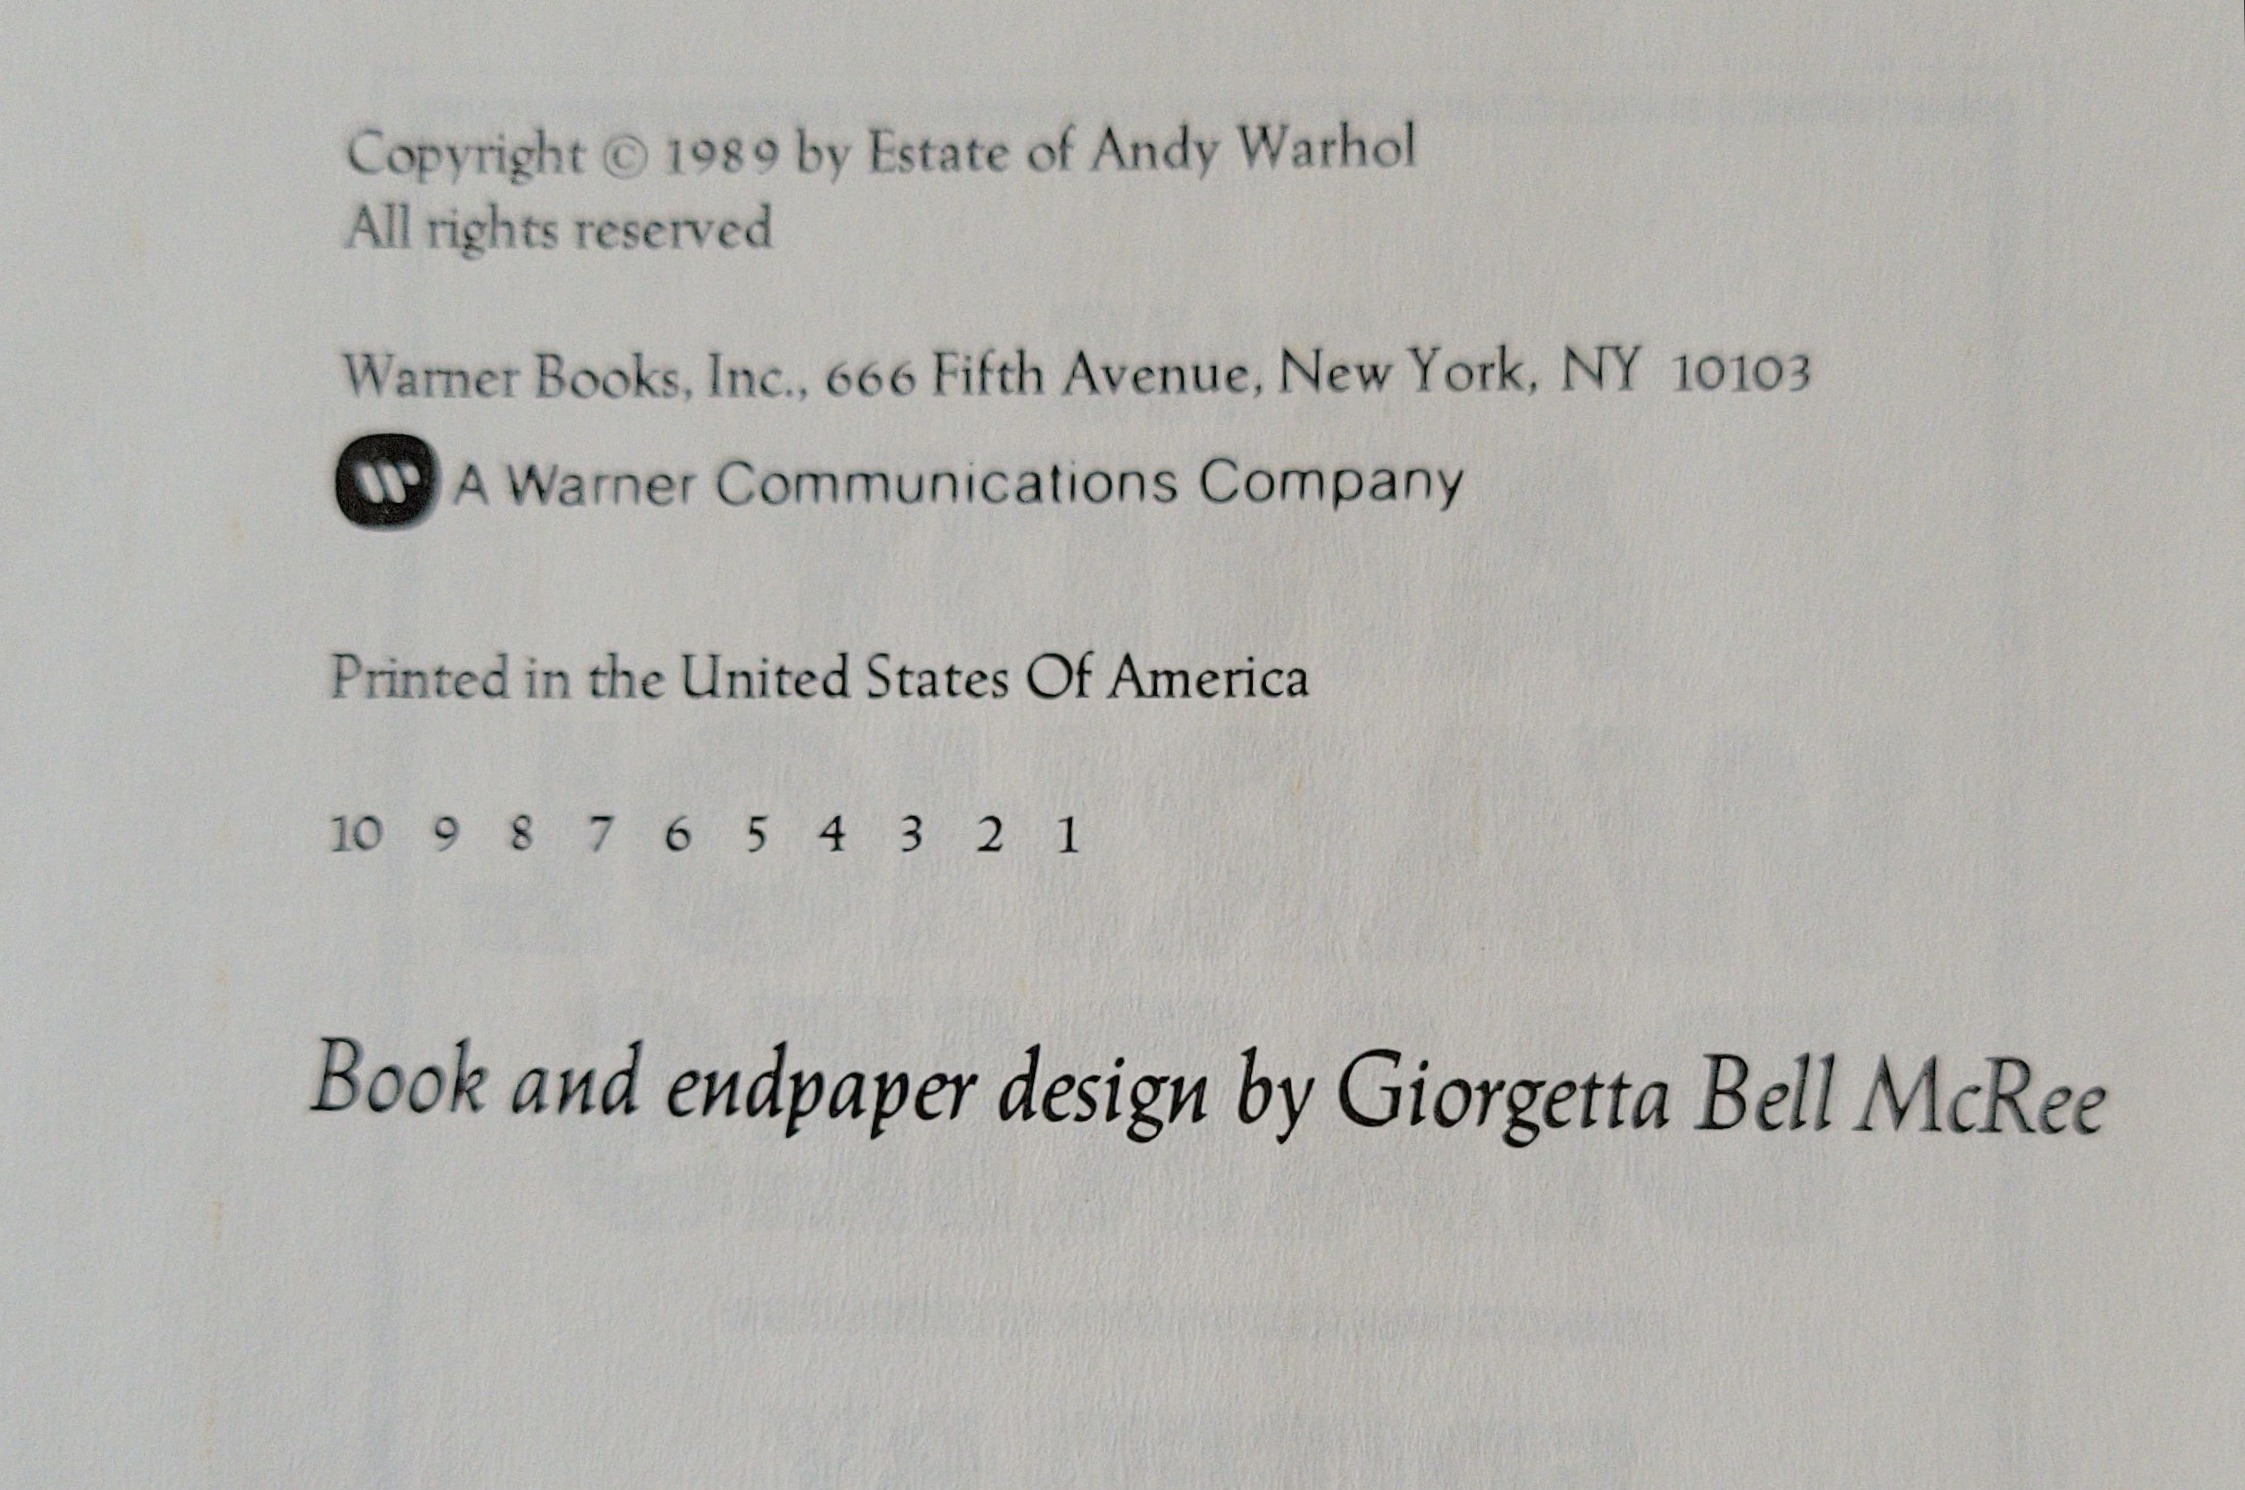 Copyright © 1989 by Estate of Andy Warhol
All rights reserved
Warner Books, Inc., 666 Fifth Avenue, New York, NY 10103
A Warner Communications Company
Printed in the United States Of America
10 9 8 7 6 5 4 3 2 1
Book and endpaper design by Giorgetta Bell McRee